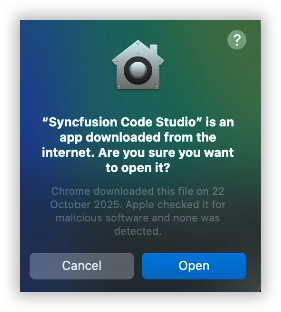 ?
“Syncfusion Code Studio” is an
app downloaded from the
internet. Are you sure you want
to open it?
Chrome downloaded this file on 22
October 2025. Apple checked it for
malicious software and none was
detected.
Cancel
Open